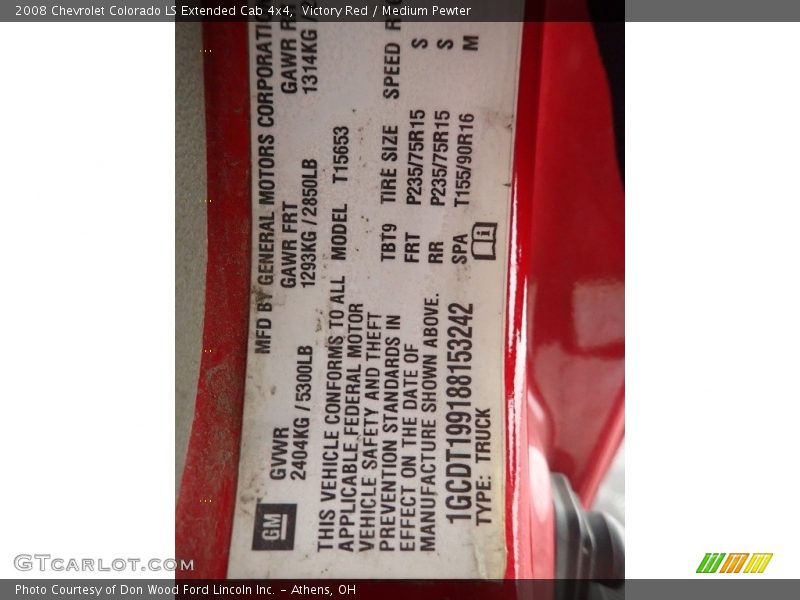 2008 Chevrolet Colorado LS Extended Cab 4x4, Victory Red / Medium Pewter
MFD BY GENERAL MOTORS CORPORATION
GVWR GAWR FRT GAWR
2404KG / 5300LB 1293KG / 2850LB 1314KG /
THIS VEHICLE CONFORMS TO ALL MODEL T15653
APPLICABLE FEDERAL MOTOR
VEHICLE SAFETY AND THEFT
PREVENTION STANDARDS IN
EFFECT ON THE DATE OF
MANUFACTURE SHOWN ABOVE.
TBT9 TIRE SIZE SPEED
FRT P235/75R15 S
RR P235/75R15 S
SPA T155/90R16 M
1GCDT199188153242
TYPE: TRUCK
GM
GTCarLot.com
Photo Courtesy of Don Wood Ford Lincoln Inc. - Athens, OH